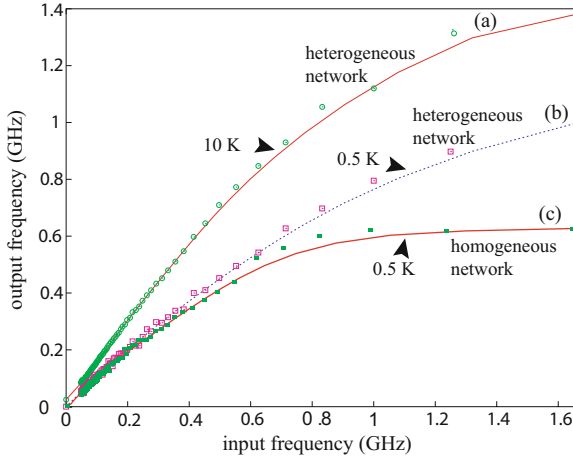 1.4
1.2
1
0.8
0.6
0.4
0.2
0
0
0.2
0.4
0.6
0.8
1
1.2
1.4
1.6
output frequency (GHz)
input frequency (GHz)
(a)
heterogeneous
network
10 K
heterogeneous
network
(b)
0.5 K
(c)
0.5 K
homogeneous
network